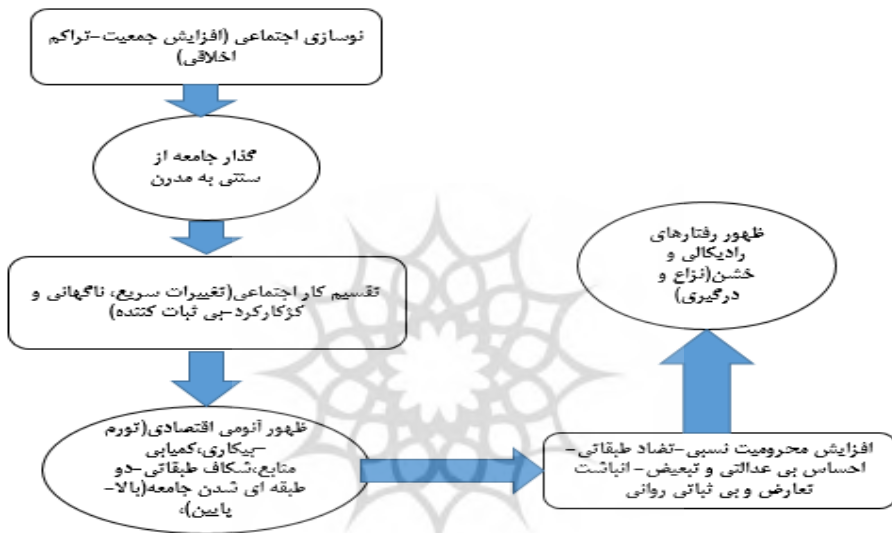 نوسازی اجتماعی (افزایش جمعیت-تراکم
اخلاقی)
گذار جامعه از
سنتی به مدرن
تقسیم کار اجتماعی(تغییرات سریع، ناگهانی و
کژکارکرد-بی ثبات کننده)
ظهور آنومی اقتصادی(تورم
-بیکاری،کمیابی
منابع،شکاف طبقاتی-دو
طبقه ای شدن جامعه(بالا-
پایین)،
افزایش محرومیت نسبی-تضاد طبقاتی-
احساس بی عدالتی و تبعیض- انباشت
تعارض و بی ثباتی روانی
ظهور رفتارهای
رادیکالی و
خشن(نزاع و
درگیری)